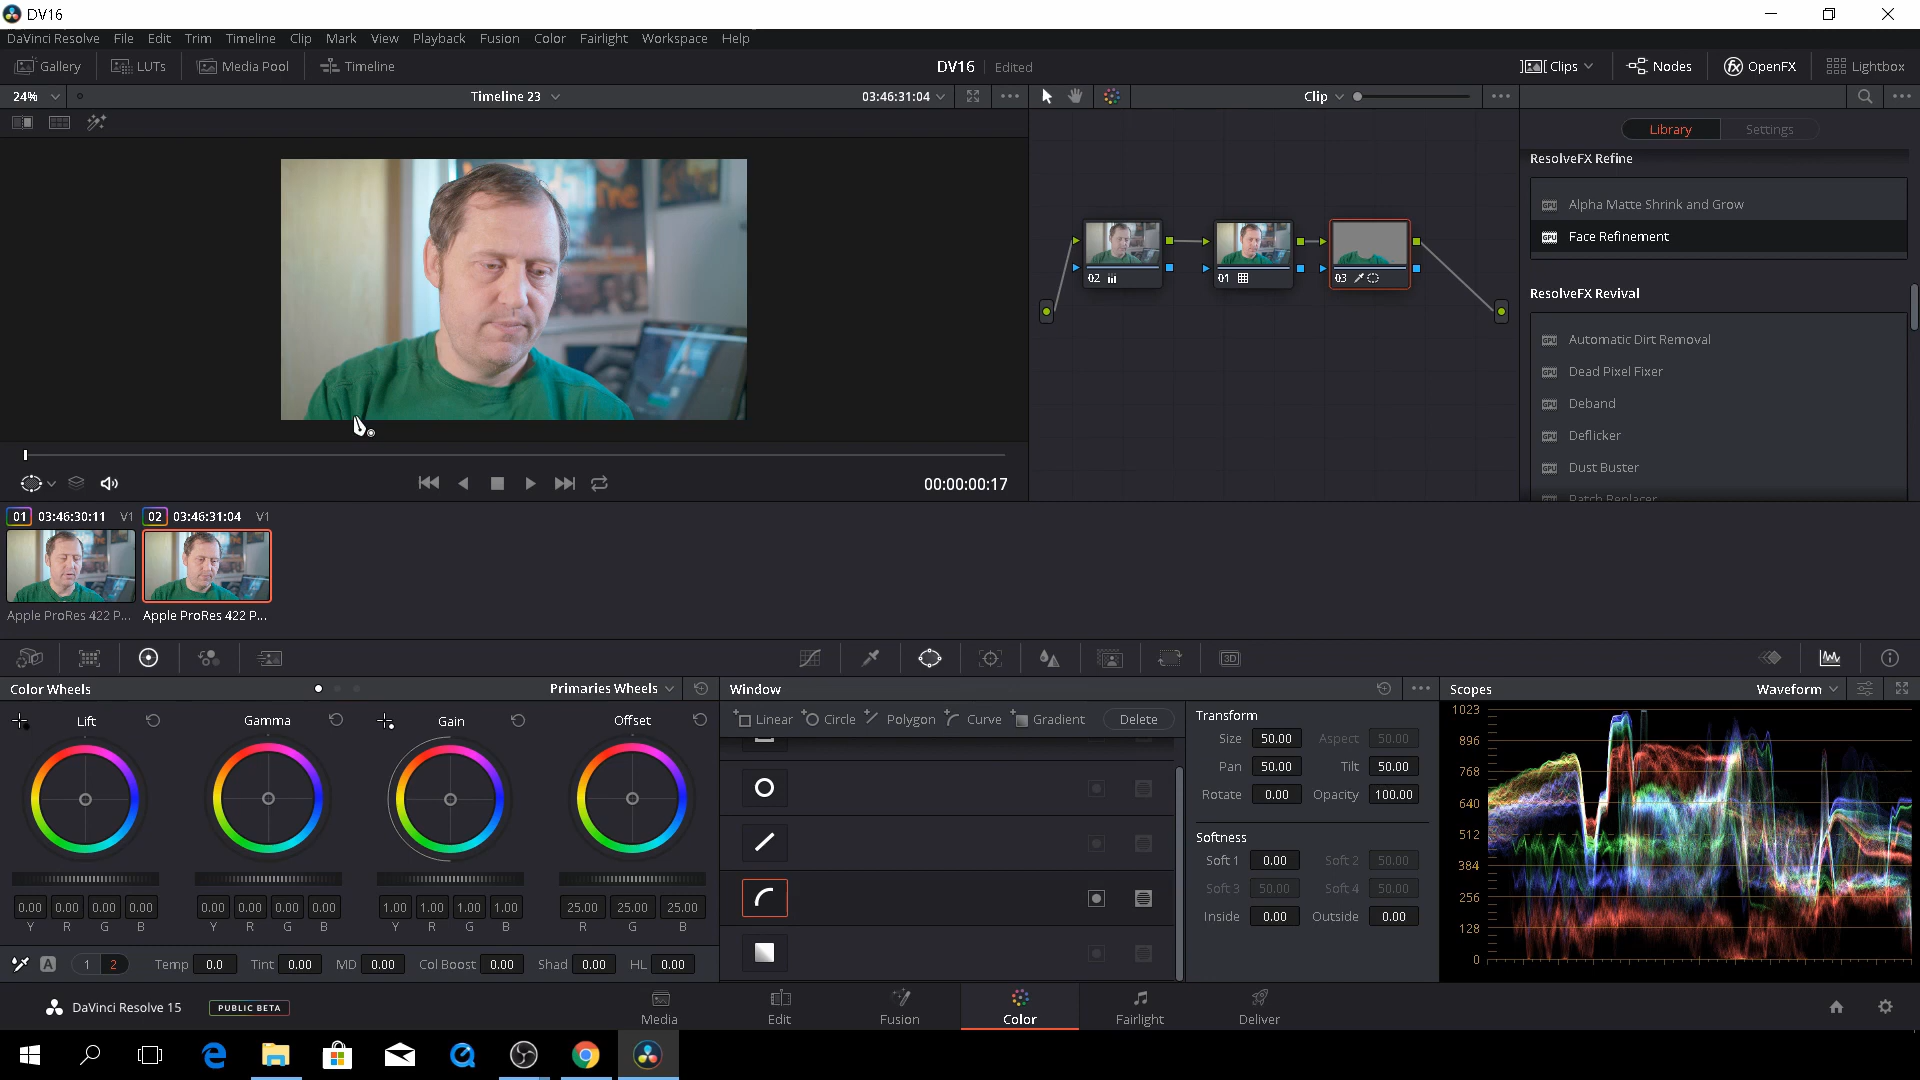 DV16
DaVinci Resolve File Edit Trim Timeline Clip Mark View Playback Fusion Color Fairlight Workspace Help
Gallery LUTs Media Pool Timeline DV16 Edited Clips Nodes OpenFX Lightbox
24% Timeline 23 03:46:31:04 Clip
Library Settings
ResolveFX Refine
Alpha Matte Shrink and Grow
Face Refinement
02 01 03
ResolveFX Revival
Automatic Dirt Removal
Dead Pixel Fixer
Deband
Deflicker
Dust Buster
Patch Replacer
00:00:00:17
01 03:46:30:11 V1 02 03:46:31:04 V1
Apple ProRes 422 P... Apple ProRes 422 P...
Color Wheels Primaries Wheels Window Scopes Waveform
Lift Gamma Gain Offset
Linear Circle Polygon Curve Gradient Delete
Transform
Size 50.00 Aspect 50.00
Pan 50.00 Tilt 50.00
Rotate 0.00 Opacity 100.00
Softness
Soft 1 0.00 Soft 2 50.00
Soft 3 50.00 Soft 4 50.00
Inside 0.00 Outside 0.00
1023
896
768
640
512
384
256
128
0
0.00 0.00 0.00 0.00 0.00 0.00 0.00 0.00 1.00 1.00 1.00 1.00 25.00 25.00 25.00
Y R G B Y R G B Y R G B R G B
A 1 2 Temp 0.0 Tint 0.00 MD 0.00 Col Boost 0.00 Shad 0.00 HL 0.00
DaVinci Resolve 15 PUBLIC BETA
Media Edit Fusion Color Fairlight Deliver